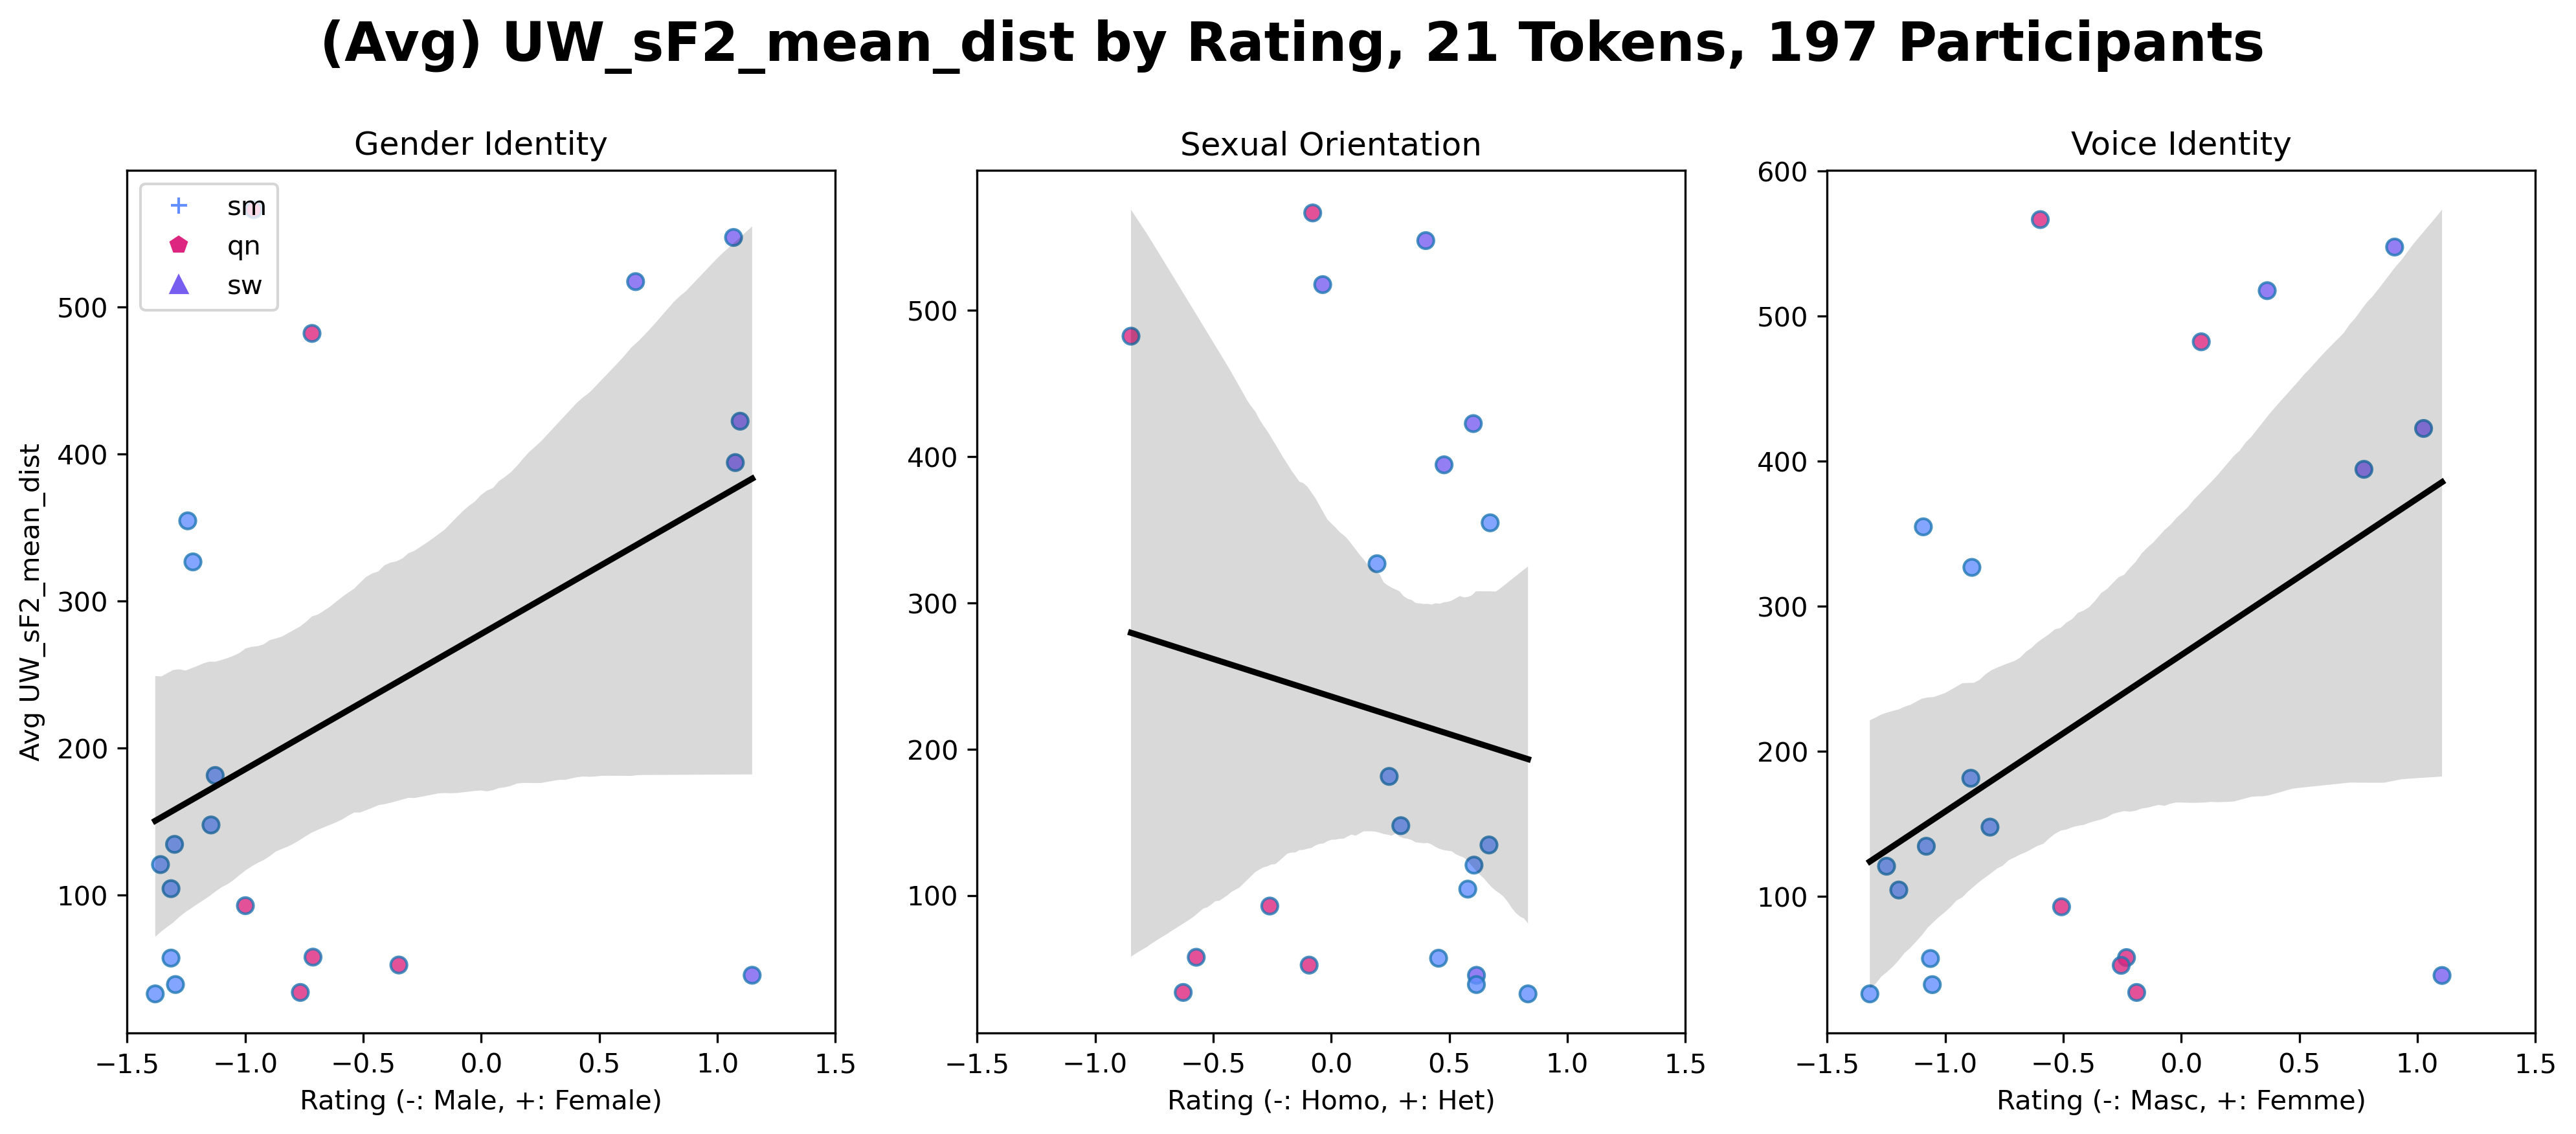 (Avg) UW_sF2_mean_dist by Rating, 21 Tokens, 197 Participants
Gender Identity
sm
qn
sw
500
400
300
200
100
Avg UW_sF2_mean_dist
−1.5 −1.0 −0.5 0.0 0.5 1.0 1.5
Rating (-: Male, +: Female)
Sexual Orientation
500
400
300
200
100
−1.5 −1.0 −0.5 0.0 0.5 1.0 1.5
Rating (-: Homo, +: Het)
Voice Identity
600
500
400
300
200
100
−1.5 −1.0 −0.5 0.0 0.5 1.0 1.5
Rating (-: Masc, +: Femme)